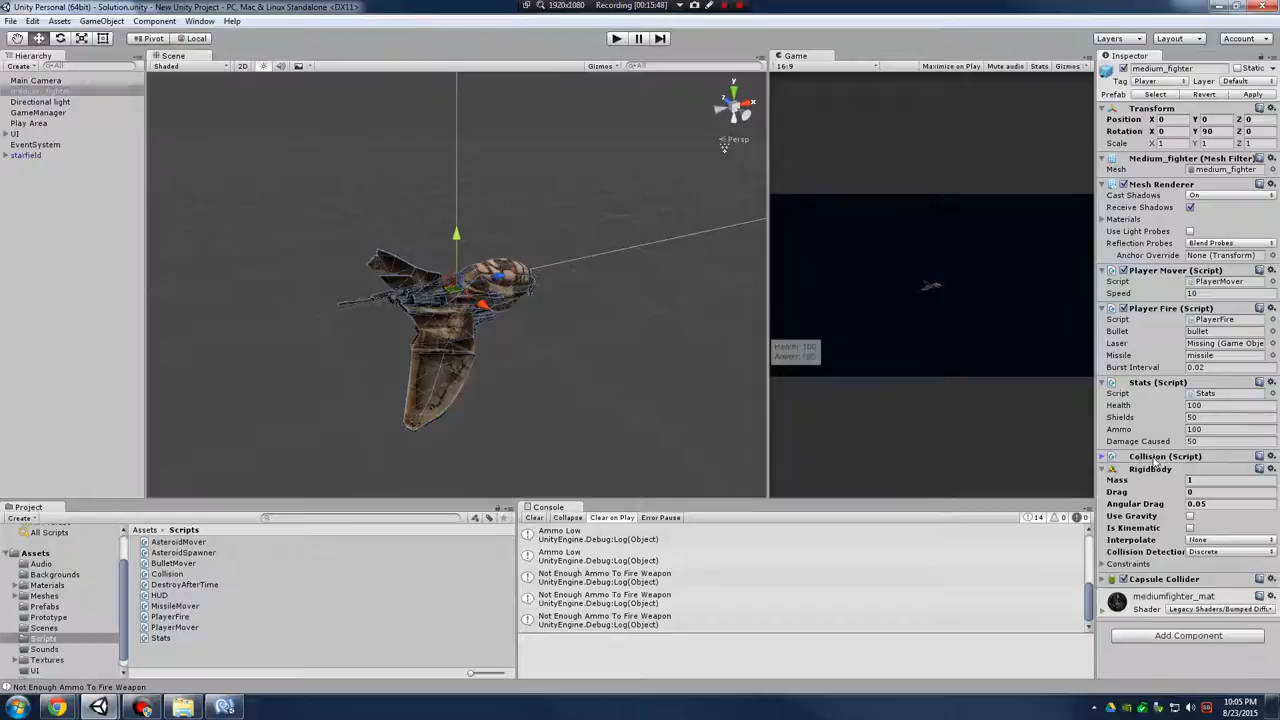 Unity Personal (64bit) - Solution.unity - New Unity Project - PC, Mac & Linux Standalone <DX11>
1920x1080 Recording [00:15:48]
File Edit Assets GameObject Component Window Help
Pivot Local
Layers Layout Account
Hierarchy
Create All
Main Camera
medium_fighter
Directional light
GameManager
Play Area
UI
EventSystem
starfield
Scene
Shaded 2D Gizmos All
y
x
z
Persp
Game
16:9 Maximize on Play Mute audio Stats Gizmos
Health: 100
Ammo: 100
Inspector
medium_fighter Static
Tag Player Layer Default
Prefab Select Revert Apply
Transform
Position X 0 Y 0 Z 0
Rotation X 0 Y 90 Z 0
Scale X 1 Y 1 Z 1
Medium_fighter (Mesh Filter)
Mesh medium_fighter
Mesh Renderer
Cast Shadows On
Receive Shadows
Materials
Use Light Probes
Reflection Probes Blend Probes
Anchor Override None (Transform)
Player Mover (Script)
Script PlayerMover
Speed 10
Player Fire (Script)
Script PlayerFire
Bullet bullet
Laser Missing (Game Obje
Missile missile
Burst Interval 0.02
Stats (Script)
Script Stats
Health 100
Shields 50
Ammo 100
Damage Caused 50
Collision (Script)
Rigidbody
Mass 1
Drag 0
Angular Drag 0.05
Use Gravity
Is Kinematic
Interpolate None
Collision Detection Discrete
Constraints
Capsule Collider
mediumfighter_mat
Shader Legacy Shaders/Bumped Diffu
Add Component
Project
Create
All Scripts
Assets
Audio
Backgrounds
Materials
Meshes
Prefabs
Prototype
Scenes
Scripts
Sounds
Textures
UI
Assets Scripts
AsteroidMover
AsteroidSpawner
BulletMover
Collision
DestroyAfterTime
HUD
MissileMover
PlayerFire
PlayerMover
Stats
Console
Clear Collapse Clear on Play Error Pause 14 0 0
Ammo Low
UnityEngine.Debug:Log(Object)
Ammo Low
UnityEngine.Debug:Log(Object)
Not Enough Ammo To Fire Weapon
UnityEngine.Debug:Log(Object)
Not Enough Ammo To Fire Weapon
UnityEngine.Debug:Log(Object)
Not Enough Ammo To Fire Weapon
UnityEngine.Debug:Log(Object)
Not Enough Ammo To Fire Weapon
10:05 PM
8/23/2015